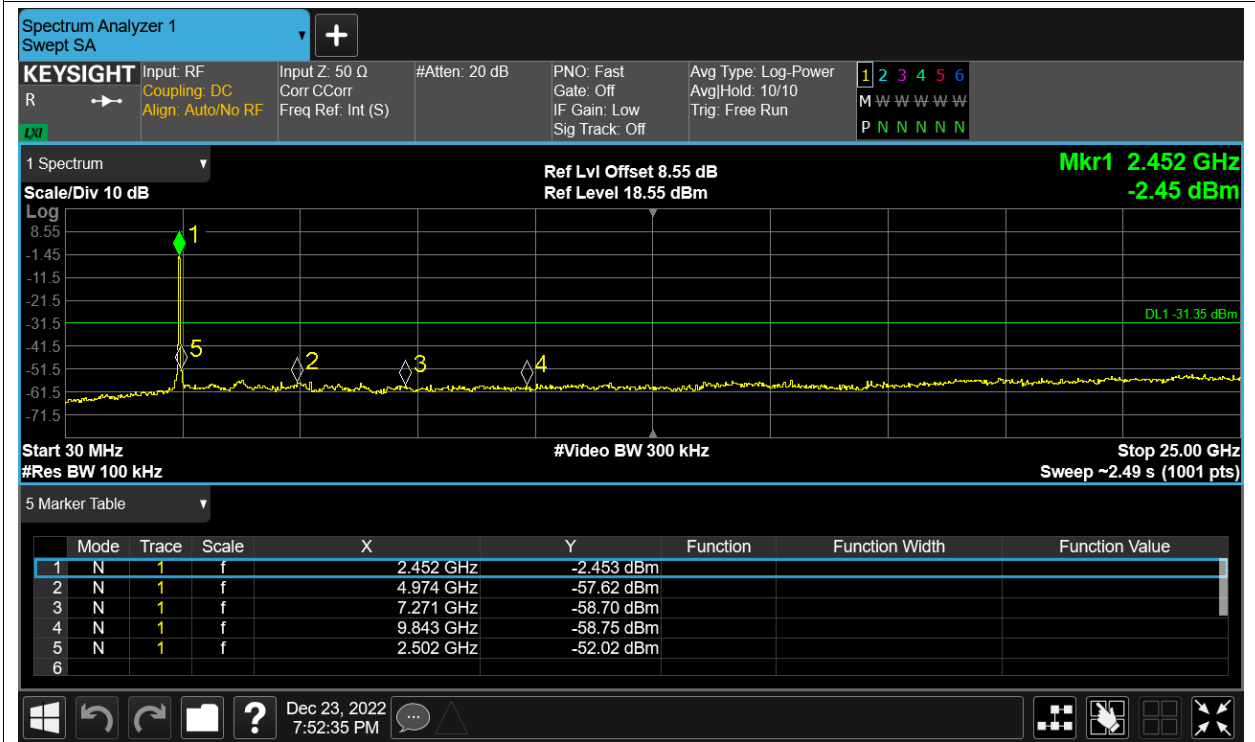 Spectrum Analyzer 1
Swept SA
+
KEYSIGHT Input: RF Input Z: 50 Ω #Atten: 20 dB PNO: Fast Avg Type: Log-Power 1 2 3 4 5 6
R Coupling: DC Corr CCorr Gate: Off Avg|Hold: 10/10 M W W W W W
Align: Auto/No RF Freq Ref: Int (S) IF Gain: Low Trig: Free Run
LXI Sig Track: Off P N N N N N
1 Spectrum Ref Lvl Offset 8.55 dB Mkr1 2.452 GHz
Scale/Div 10 dB Ref Level 18.55 dBm -2.45 dBm
Log
8.55 1
-1.45
-11.5
-21.5
-31.5 DL1 -31.35 dBm
-41.5 5
-51.5 2 3 4
-61.5
-71.5
Start 30 MHz #Video BW 300 kHz Stop 25.00 GHz
#Res BW 100 kHz Sweep ~2.49 s (1001 pts)
5 Marker Table
Mode Trace Scale X Y Function Function Width Function Value
1 N 1 f 2.452 GHz -2.453 dBm
2 N 1 f 4.974 GHz -57.62 dBm
3 N 1 f 7.271 GHz -58.70 dBm
4 N 1 f 9.843 GHz -58.75 dBm
5 N 1 f 2.502 GHz -52.02 dBm
6
? Dec 23, 2022
7:52:35 PM